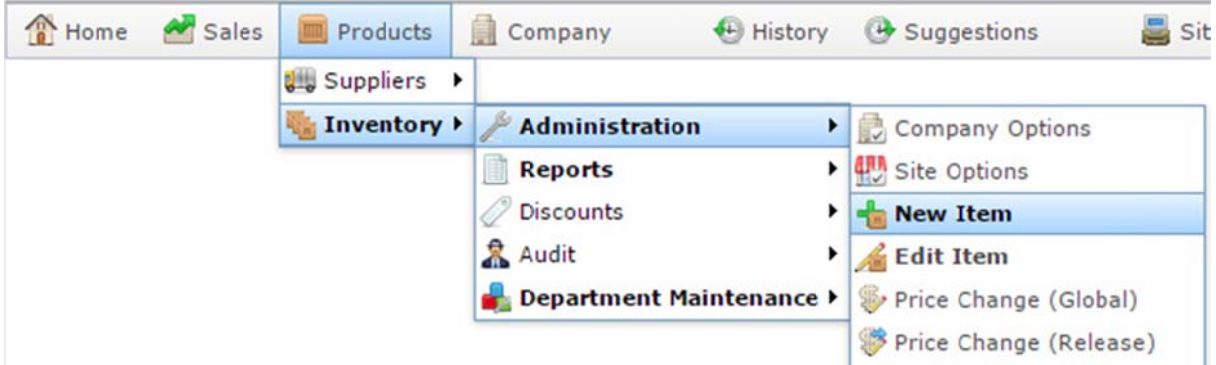 Home Sales Products Company History Suggestions Sit
Suppliers
Inventory Administration Company Options
Reports Site Options
Discounts New Item
Audit Edit Item
Department Maintenance Price Change (Global)
Price Change (Release)